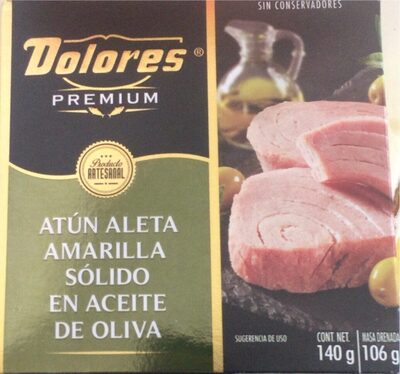 SIN CONSERVADORES
Dolores®
PREMIUM
Producto
ARTESANAL
ATÚN ALETA
AMARILLA
SÓLIDO
EN ACEITE
DE OLIVA
SUGERENCIA DE USO
CONT. NET. MASA DRENADA
140 g 106 g